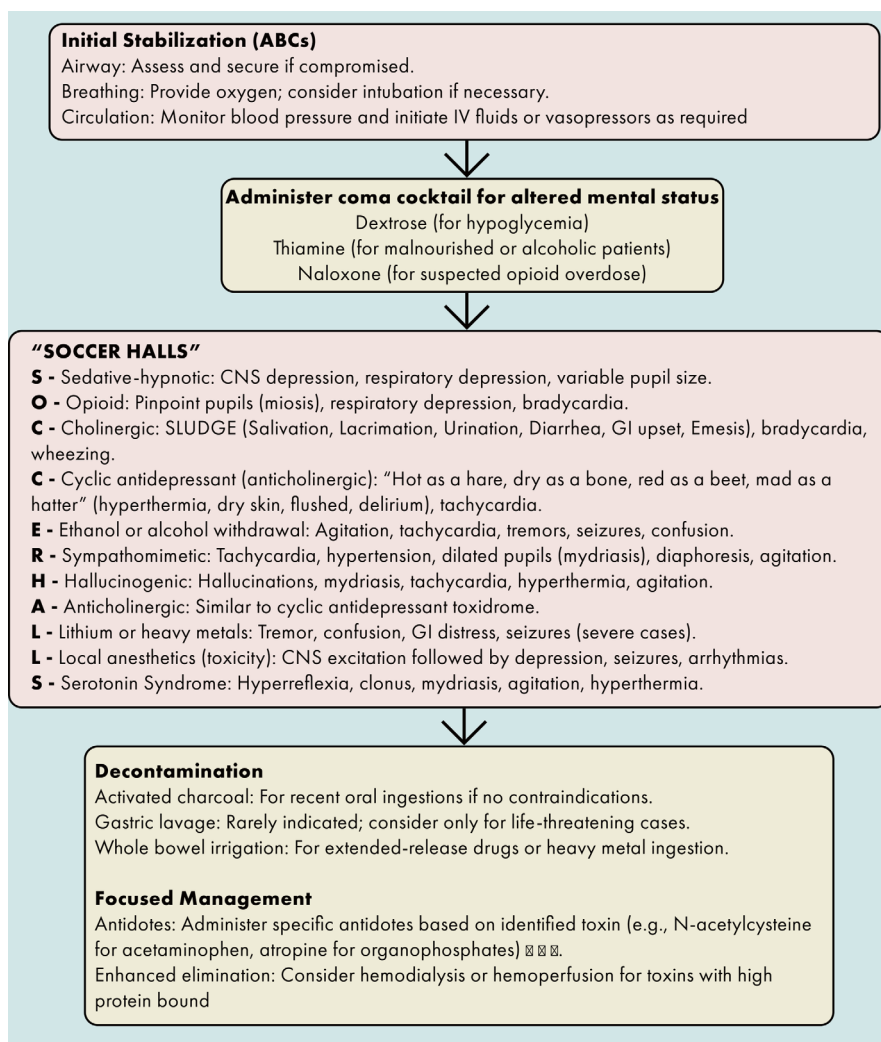 Initial Stabilization (ABCs)
Airway: Assess and secure if compromised.
Breathing: Provide oxygen; consider intubation if necessary.
Circulation: Monitor blood pressure and initiate IV fluids or vasopressors as required
Administer coma cocktail for altered mental status
Dextrose (for hypoglycemia)
Thiamine (for malnourished or alcoholic patients)
Naloxone (for suspected opioid overdose)
“SOCCER HALLS”
S - Sedative-hypnotic: CNS depression, respiratory depression, variable pupil size.
O - Opioid: Pinpoint pupils (miosis), respiratory depression, bradycardia.
C - Cholinergic: SLUDGE (Salivation, Lacrimation, Urination, Diarrhea, GI upset, Emesis), bradycardia,
wheezing.
C - Cyclic antidepressant (anticholinergic): “Hot as a hare, dry as a bone, red as a beet, mad as a
hatter” (hyperthermia, dry skin, flushed, delirium), tachycardia.
E - Ethanol or alcohol withdrawal: Agitation, tachycardia, tremors, seizures, confusion.
R - Sympathomimetic: Tachycardia, hypertension, dilated pupils (mydriasis), diaphoresis, agitation.
H - Hallucinogenic: Hallucinations, mydriasis, tachycardia, hyperthermia, agitation.
A - Anticholinergic: Similar to cyclic antidepressant toxidrome.
L - Lithium or heavy metals: Tremor, confusion, GI distress, seizures (severe cases).
L - Local anesthetics (toxicity): CNS excitation followed by depression, seizures, arrhythmias.
S - Serotonin Syndrome: Hyperreflexia, clonus, mydriasis, agitation, hyperthermia.
Decontamination
Activated charcoal: For recent oral ingestions if no contraindications.
Gastric lavage: Rarely indicated; consider only for life-threatening cases.
Whole bowel irrigation: For extended-release drugs or heavy metal ingestion.
Focused Management
Antidotes: Administer specific antidotes based on identified toxin (e.g., N-acetylcysteine
for acetaminophen, atropine for organophosphates) .
Enhanced elimination: Consider hemodialysis or hemoperfusion for toxins with high
protein bound